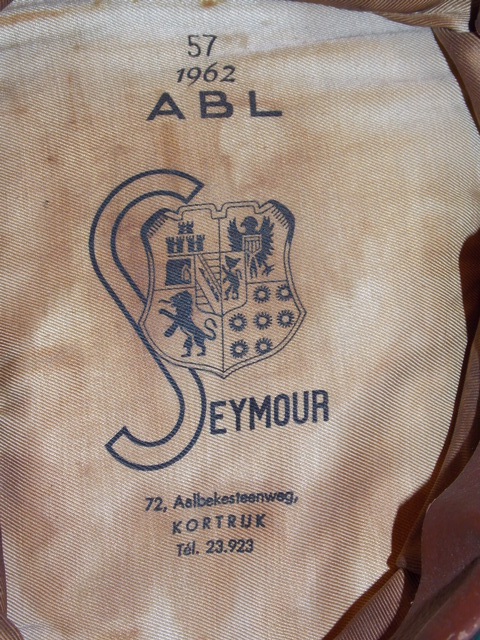 57
1962
ABL
SEYMOUR
72, Aalbekesteenweg,
KORTRIJK
Tél. 23.923